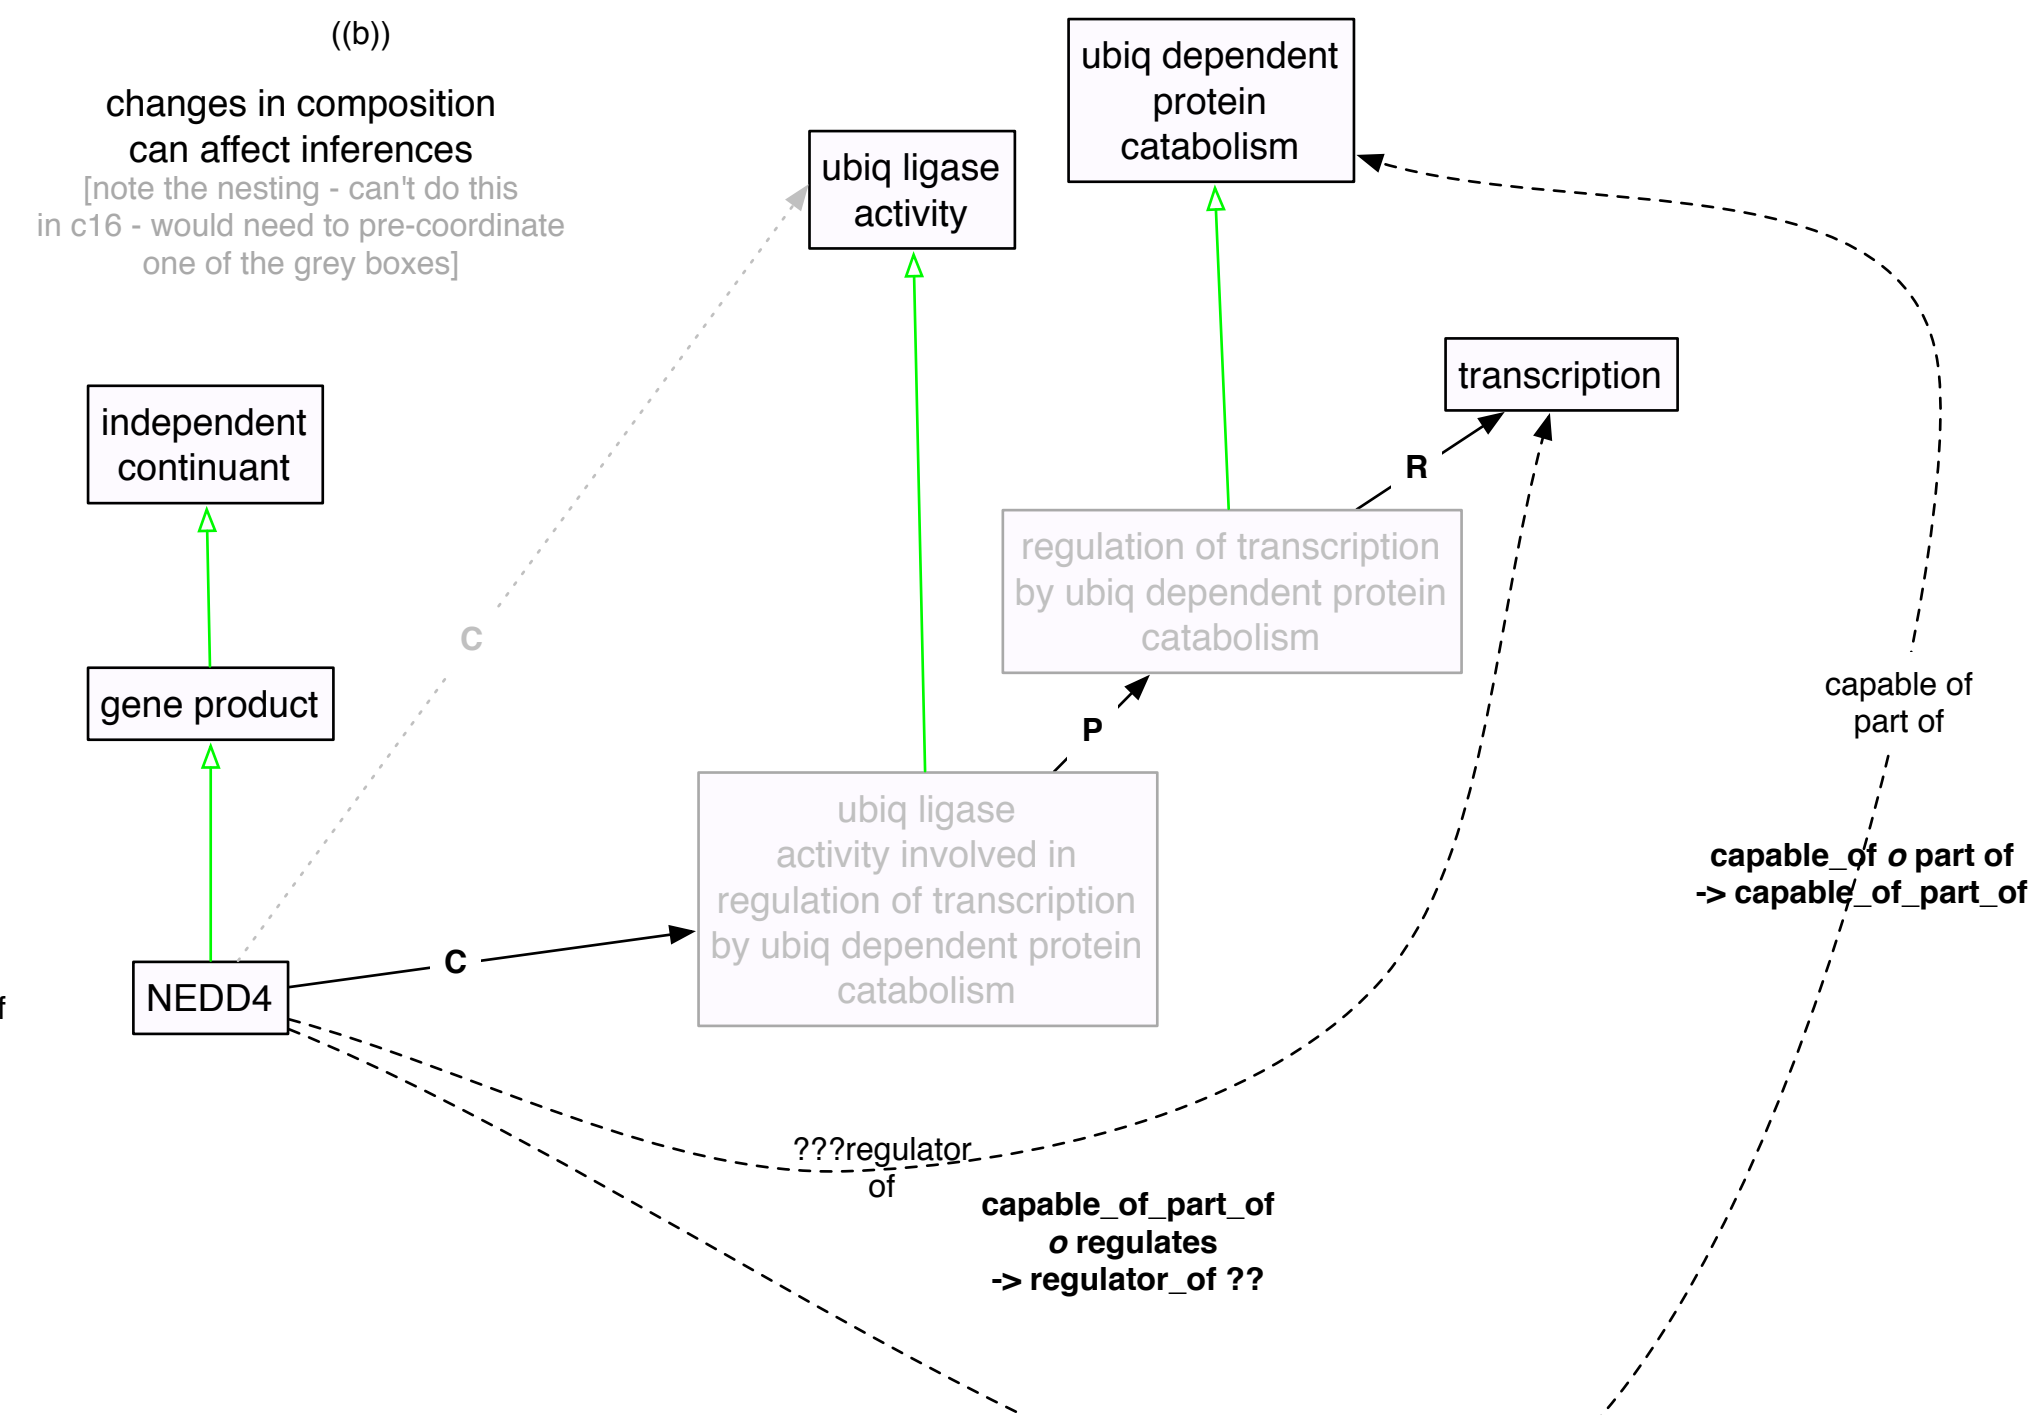 ((b))
changes in composition
can affect inferences
[note the nesting - can't do this
in c16 - would need to pre-coordinate
one of the grey boxes]
ubiq dependent
protein
catabolism
ubiq ligase
activity
transcription
independent
continuant
R
regulation of transcription
by ubiq dependent protein
catabolism
C
gene product
capable of
part of
P
ubiq ligase
activity involved in
regulation of transcription
by ubiq dependent protein
catabolism
capable_of o part of
-> capable_of_part_of
C
NEDD4
f
???regulator
of
capable_of_part_of
o regulates
-> regulator_of ??